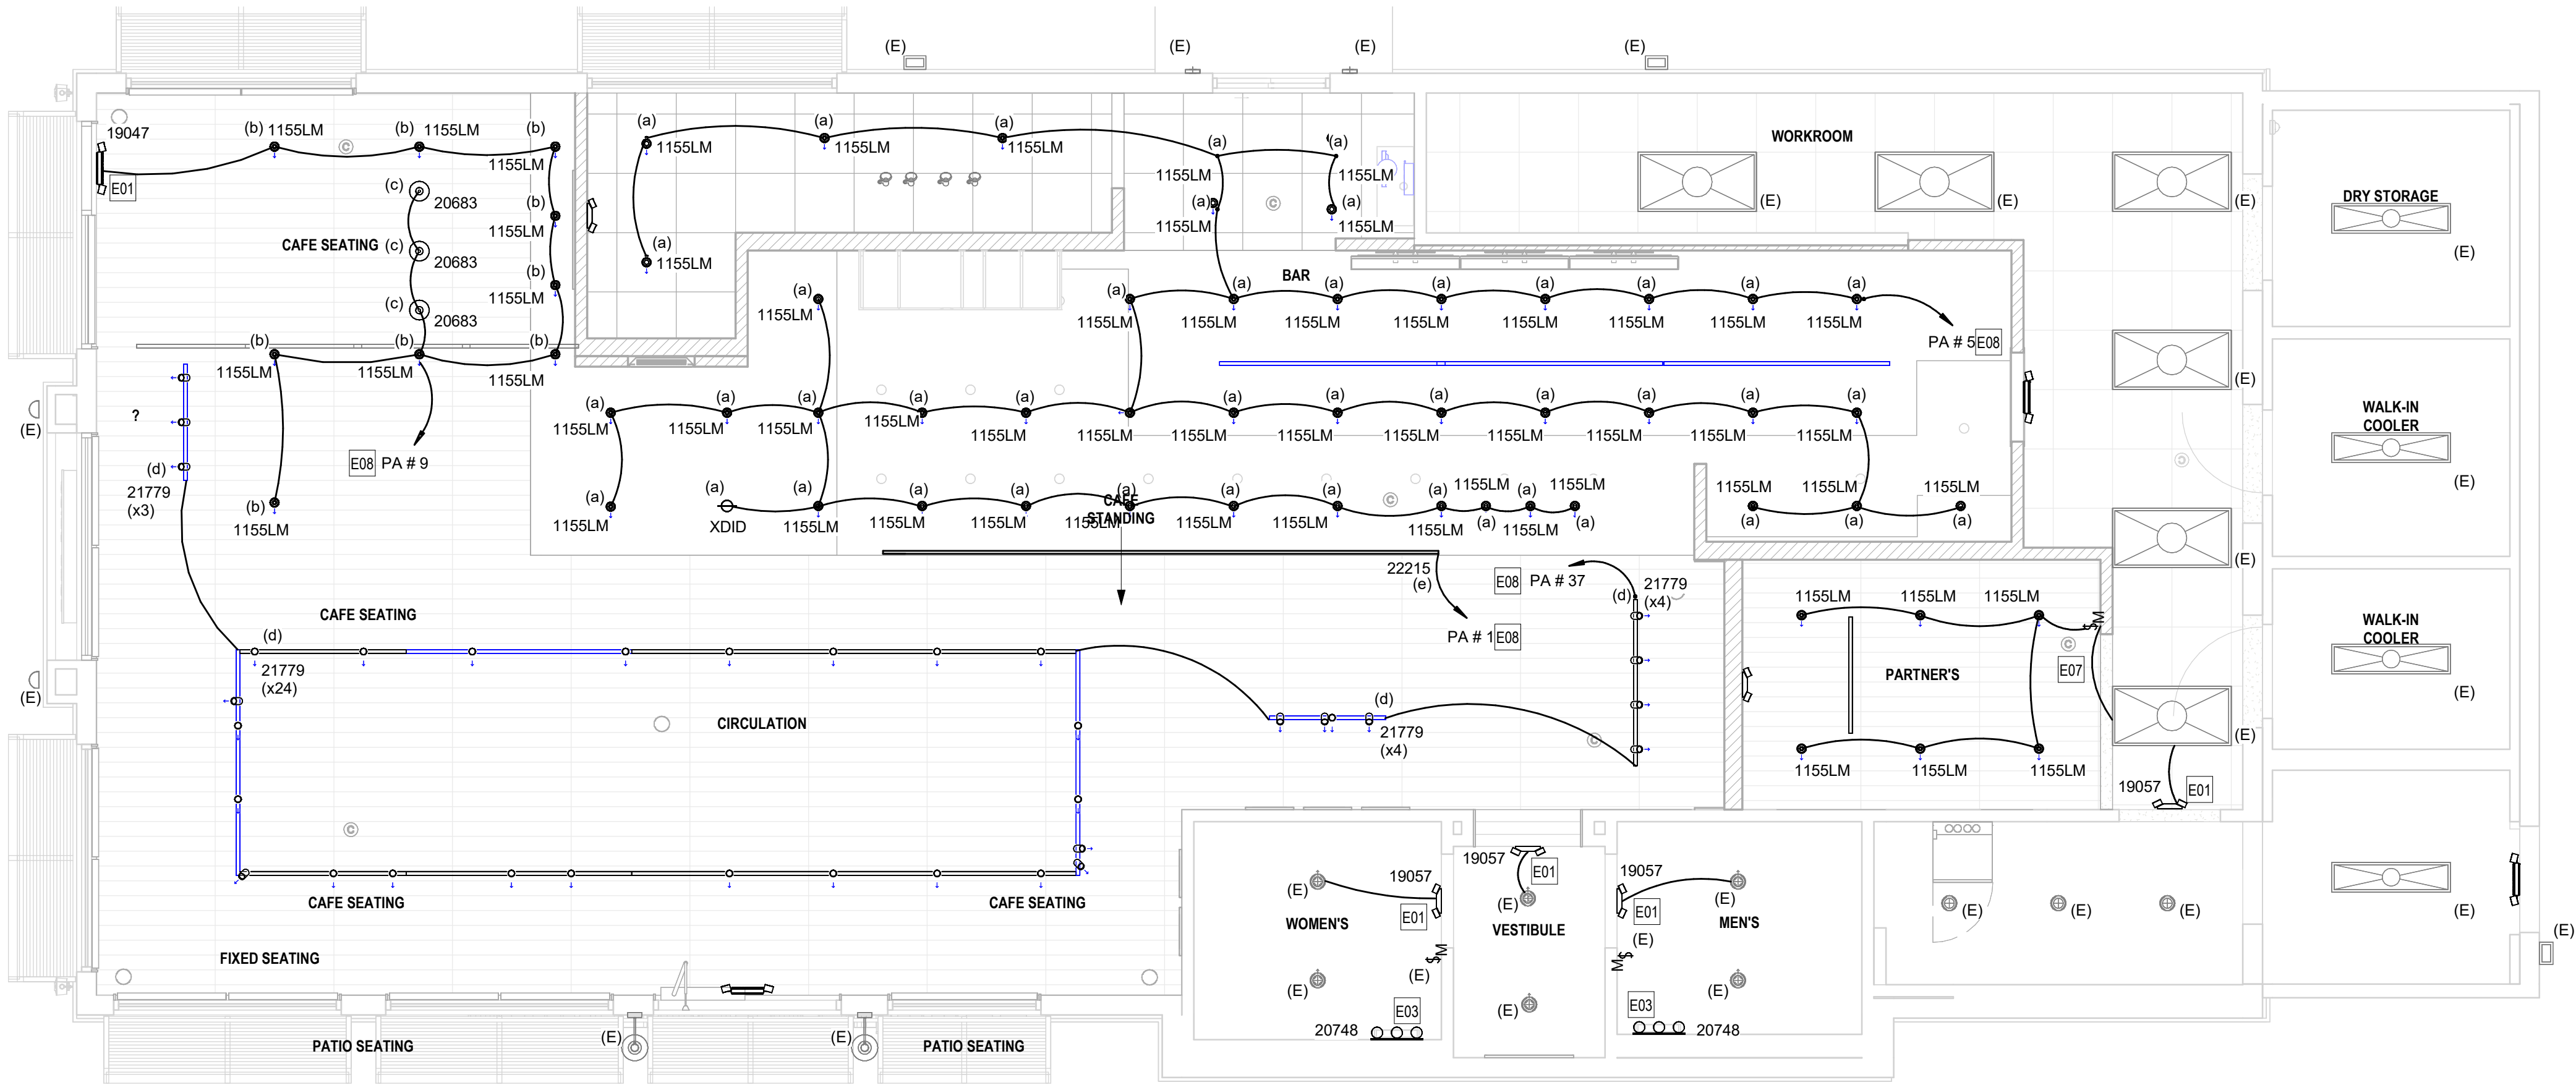 (E) (E) (E) (E)
19047 (b) 1155LM (b) 1155LM (b) (a) (a) (a) (a) (a) WORKROOM
1155LM 1155LM 1155LM 1155LM
E01 (c) 1155LM 1155LM 1155LM (E) (E) (E) DRY STORAGE
20683 (b) (a) (a)
1155LM 1155LM 1155LM
CAFE SEATING (c) (a) (E)
20683 1155LM
(b) BAR
1155LM (c) (a) (a) (a) (a) (a) (a) (a) (a) (a)
20683 1155LM 1155LM 1155LM 1155LM 1155LM 1155LM 1155LM 1155LM 1155LM
(b) (b) (b) PA # 5 E08
1155LM 1155LM 1155LM (E)
(a) (a) (a) (a) (a) (a) (a) (a) (a) (a) (a) (a) (a)
? WALK-IN
COOLER
1155LM 1155LM 1155LM 1155LM 1155LM 1155LM 1155LM 1155LM 1155LM 1155LM 1155LM 1155LM 1155LM
(E)
(d) E08 PA # 9
21779 (x3)
(a) (a) (a) (a) (a) (a) (a) (a) (a) 1155LM 1155LM 1155LM 1155LM 1155LM (E)
(b) CAFE
STANDING
1155LM 1155LM XDID 1155LM 1155LM 1155LM 1155LM 1155LM 1155LM 1155LM (a) 1155LM (a) (a) (a) (a)
(E)
22215
(e)
E08 PA # 37
(d) 21779
(x4)
1155LM 1155LM 1155LM
CAFE SEATING
PA # 1 E08
$M
WALK-IN
COOLER
(d)
21779
(x24)
E07
PARTNER'S
(E)
(E)
CIRCULATION
(d)
21779
(x4)
(E)
1155LM 1155LM 1155LM
19057 E01
19057 E01
19057 E01
19057 E01
CAFE SEATING CAFE SEATING
(E) (E) (E) (E) (E) (E) (E)
WOMEN'S VESTIBULE MEN'S
(E) $M
(E) $M
(E)
FIXED SEATING
(E) (E) (E)
E03 E03
20748 20748
PATIO SEATING (E) (E) PATIO SEATING